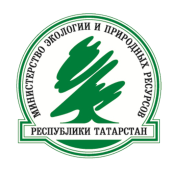 МИНИСТЕРСТВО ЭКОЛОГИИ И ПРИРОДНЫХ РЕСУРСОВ
РЕСПУБЛИКИ ТАТАРСТАН